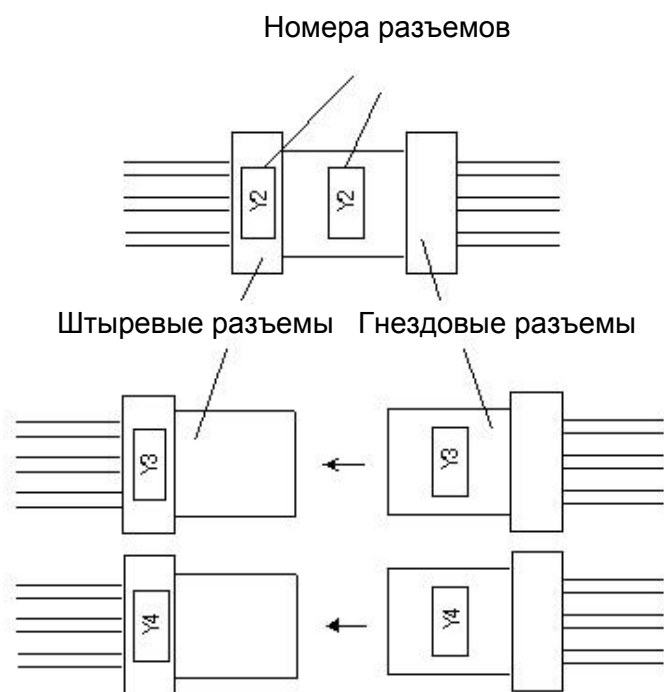 Номера разъемов
Y2 Y2
Штыревые разъемы Гнездовые разъемы
Y3 Y3
Y4 Y4